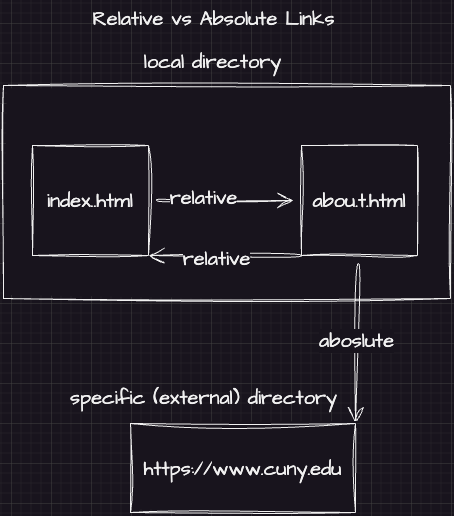 Relative vs Absolute Links
local directory
index.html
relative
about.html
relative
aboslute
specific (external) directory
https://www.cuny.edu